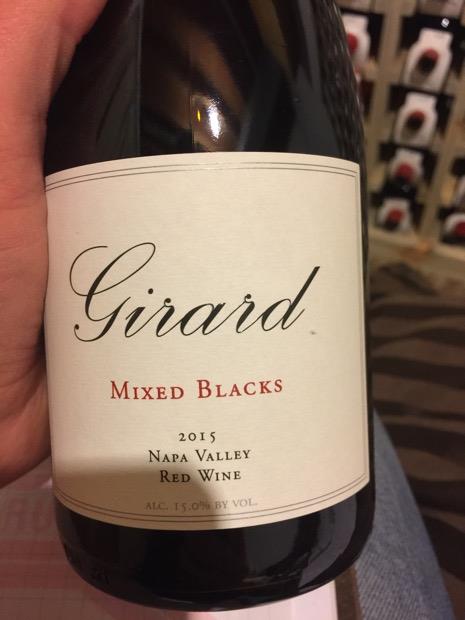 Girard
MIXED BLACKS
2015
NAPA VALLEY
RED WINE
ALC. 15.0% BY VOL.